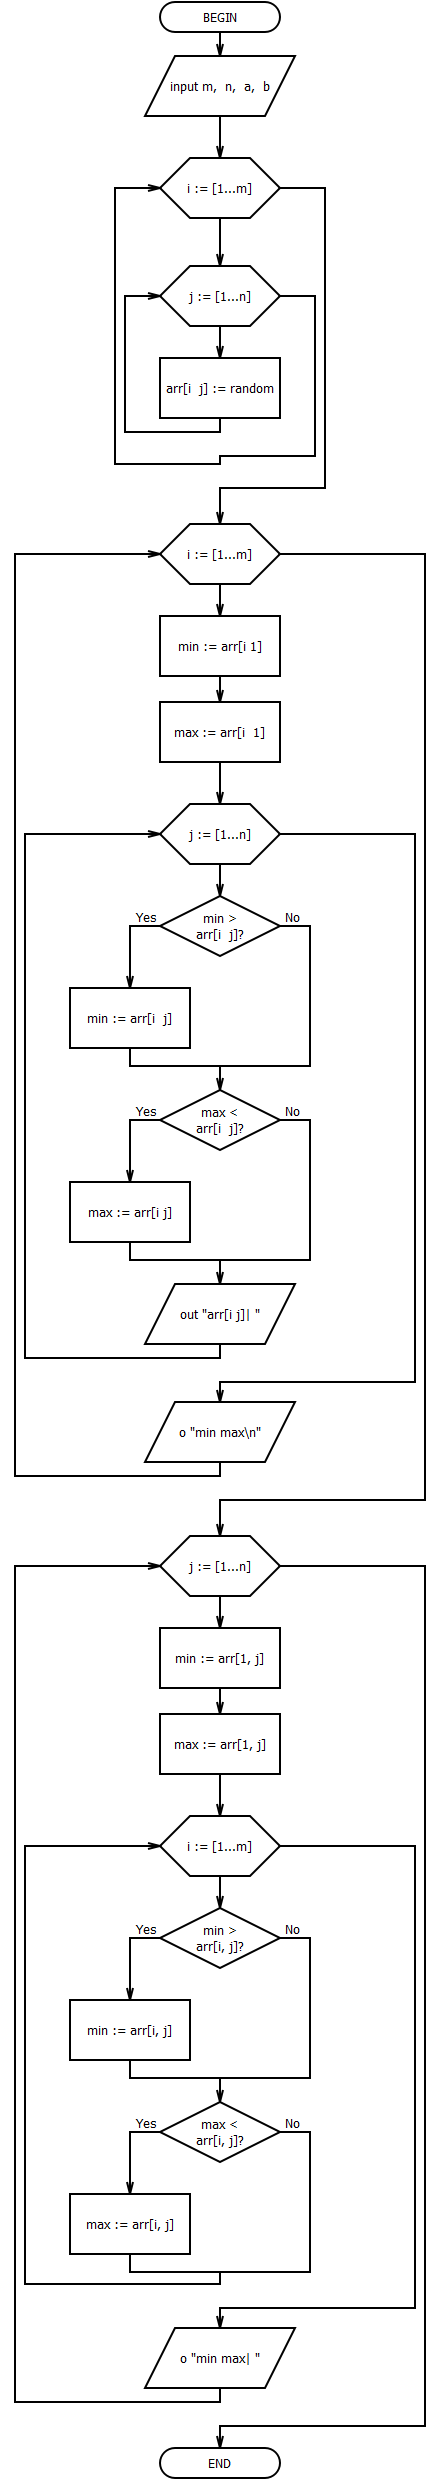 BEGIN
input m, n, a, b
i := [1...m]
j := [1...n]
arr[i j] := random
i := [1...m]
min := arr[i 1]
max := arr[i 1]
j := [1...n]
Yes
min >
arr[i j]?
No
min := arr[i j]
Yes
max <
arr[i j]?
No
max := arr[i j]
out "arr[i j]| "
o "min max\n"
j := [1...n]
min := arr[1, j]
max := arr[1, j]
i := [1...m]
Yes
min >
arr[i, j]?
No
min := arr[i, j]
Yes
max <
arr[i, j]?
No
max := arr[i, j]
o "min max| "
END